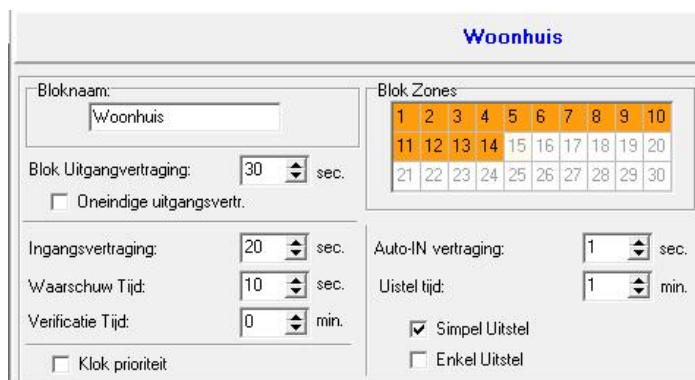 Woonhuis
Bloknaam:
Woonhuis
Blok Uitgangvertraging: 30 sec.
Oneindige uitgangsvertr.
Ingangsvertraging: 20 sec.
Waarschuw Tijd: 10 sec.
Verificatie Tijd: 0 min.
Klok prioriteit
Blok Zones
1 2 3 4 5 6 7 8 9 10
11 12 13 14 15 16 17 18 19 20
21 22 23 24 25 26 27 28 29 30
Auto-IN vertraging: 1 sec.
Uistel tijd: 1 min.
Simpel Uitstel
Enkel Uitstel